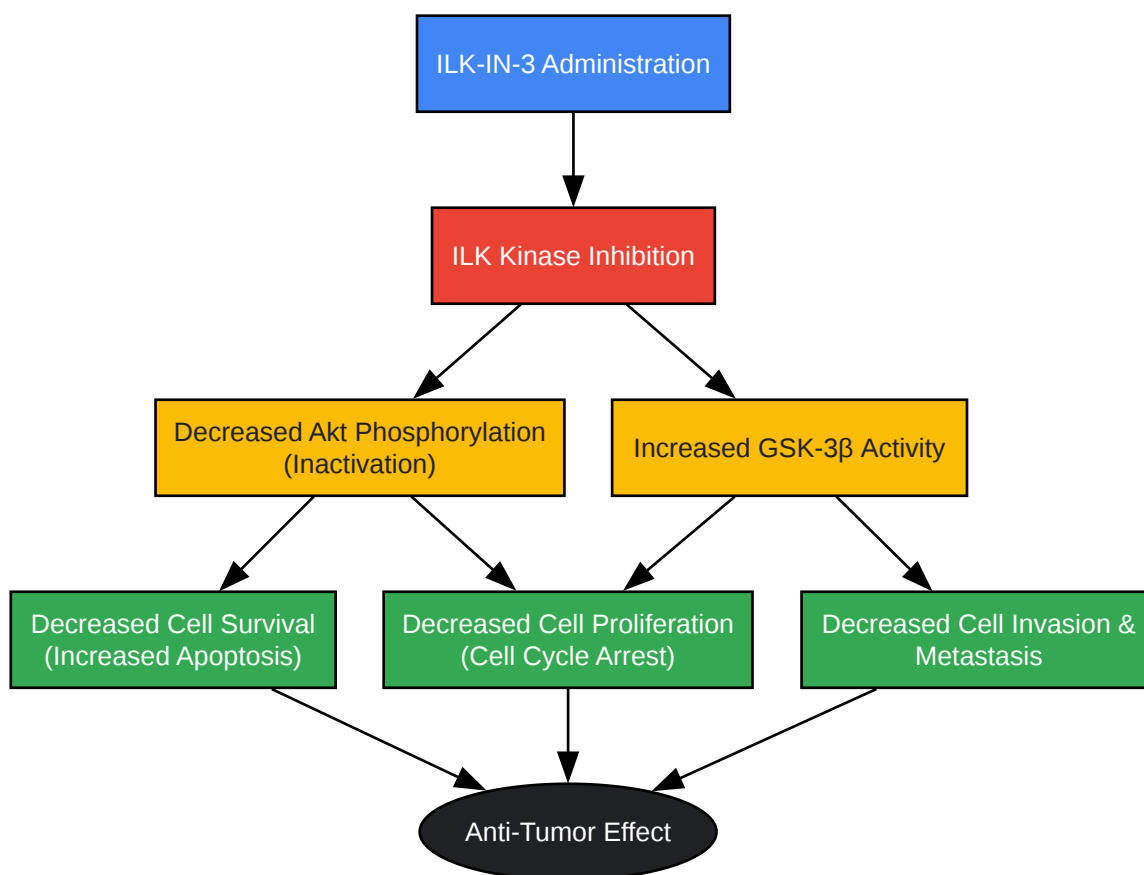 ILK-IN-3 Administration
ILK Kinase Inhibition
Decreased Akt Phosphorylation
(Inactivation)
Increased GSK-3β Activity
Decreased Cell Survival
(Increased Apoptosis)
Decreased Cell Proliferation
(Cell Cycle Arrest)
Decreased Cell Invasion &
Metastasis
Anti-Tumor Effect